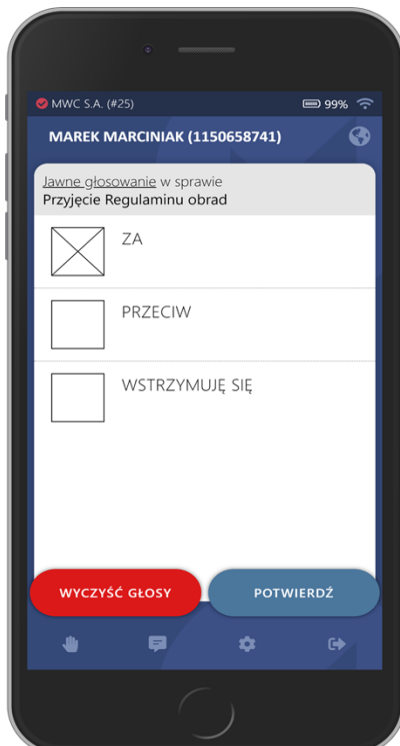 MWC S.A. (#25) 99%
MAREK MARCINIAK (1150658741)
Jawne głosowanie w sprawie
Przyjęcie Regulaminu obrad
ZA
PRZECIW
WSTRZYMUJĘ SIĘ
WYCZYŚĆ GŁOSY POTWIERDŹ